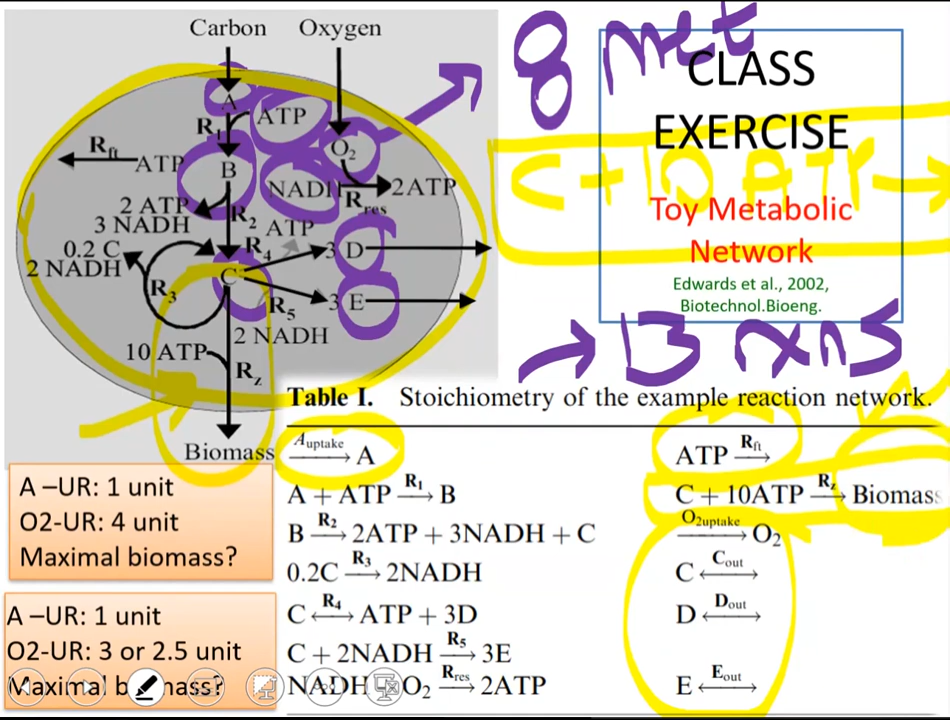 Carbon Oxygen
A
ATP
R1
O2
Rft
ATP
B
NADH
2 ATP
Rres
2 ATP
3 NADH
R2
ATP
0.2 C
R4
3 D
2 NADH
C
R3
3 E
R5
2 NADH
10 ATP
Rz
Biomass
8 met
CLASS
EXERCISE
C + 10 ATP →
Toy Metabolic
Network
Edwards et al., 2002,
Biotechnol.Bioeng.
→ 13 rxns
Table I. Stoichiometry of the example reaction network.
Auptake → A
A + ATP R1 → B
B R2 → 2ATP + 3NADH + C
0.2C R3 → 2NADH
C R4 ↔ ATP + 3D
C + 2NADH R5 → 3E
NADH O2 Rres → 2ATP
ATP Rft →
C + 10ATP Rz → Biomass
O2uptake → O2
C Cout ↔
D Dout ↔
E Eout ↔
A –UR: 1 unit
O2-UR: 4 unit
Maximal biomass?
A –UR: 1 unit
O2-UR: 3 or 2.5 unit
Maximal b mass?